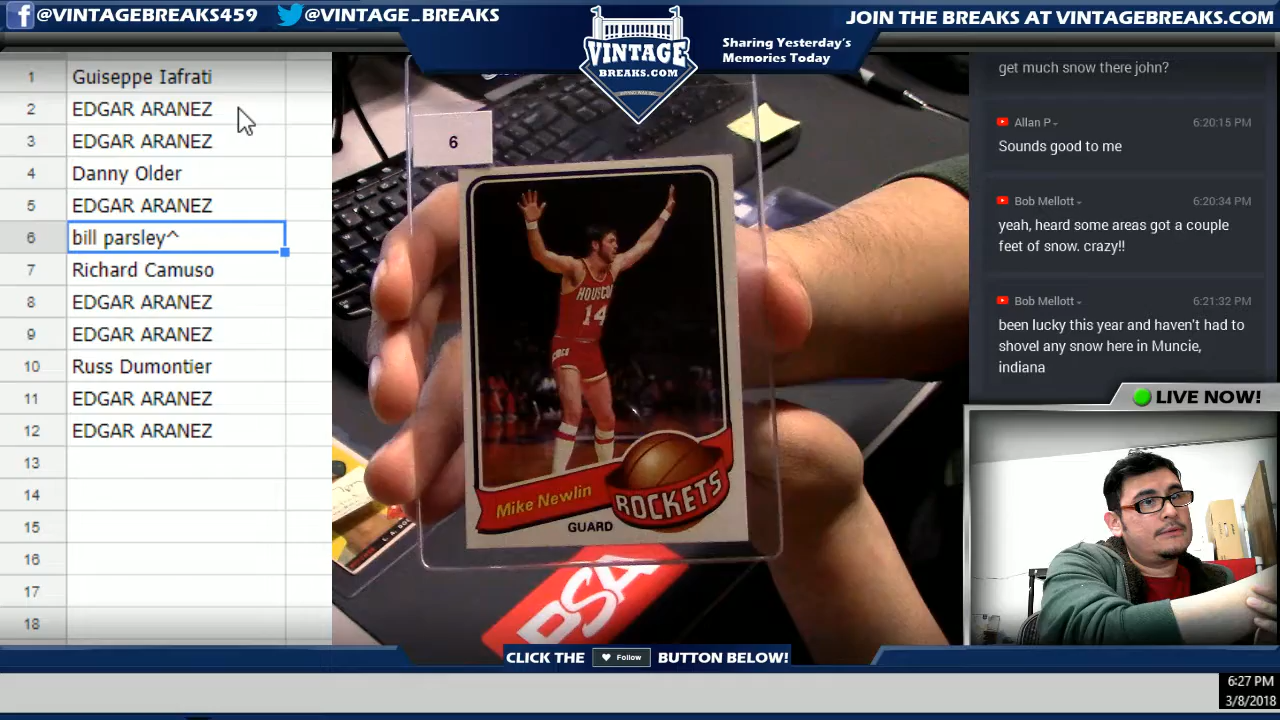 @VINTAGEBREAKS459
@VINTAGE_BREAKS
VINTAGE
BREAKS.COM
Sharing Yesterday's
Memories Today
JOIN THE BREAKS AT VINTAGEBREAKS.COM
1 Guiseppe Iafrati
2 EDGAR ARANEZ
3 EDGAR ARANEZ
4 Danny Older
5 EDGAR ARANEZ
6 bill parsley^
7 Richard Camuso
8 EDGAR ARANEZ
9 EDGAR ARANEZ
10 Russ Dumontier
11 EDGAR ARANEZ
12 EDGAR ARANEZ
13
14
15
16
17
18
6
HOUSTON
14
Mike Newlin
ROCKETS
GUARD
PSA
get much snow there john?
Allan P 6:20:15 PM
Sounds good to me
Bob Mellott 6:20:34 PM
yeah, heard some areas got a couple
feet of snow. crazy!!
Bob Mellott 6:21:32 PM
been lucky this year and haven't had to
shovel any snow here in Muncie,
indiana
LIVE NOW!
CLICK THE Follow BUTTON BELOW!
6:27 PM
3/8/2018